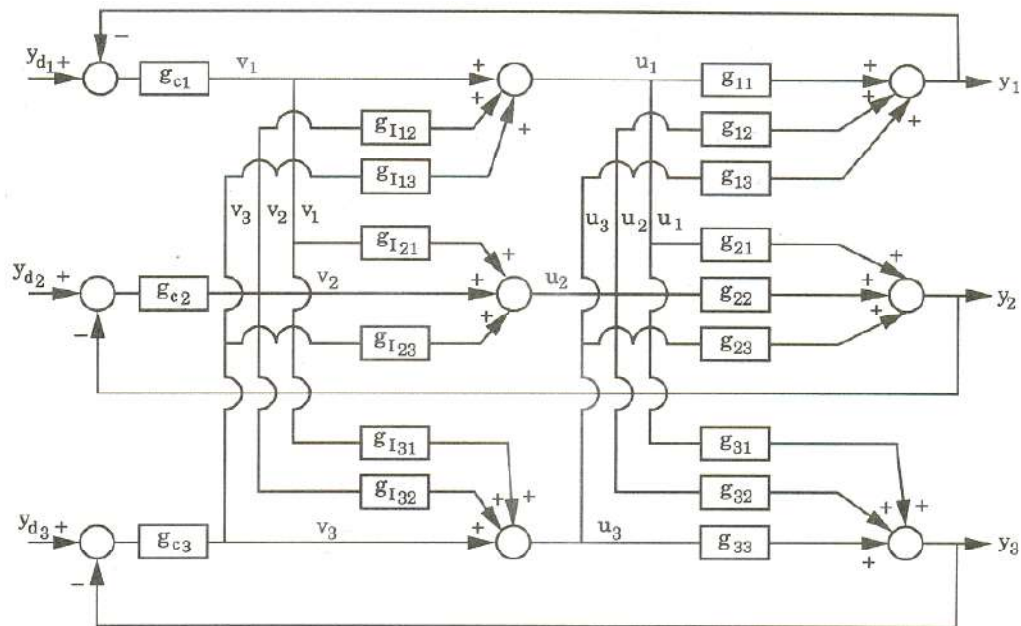 y_d1 + − g_c1 v_1 + + + u_1 g_11 + + + y_1
g_I12 g_12
g_I13 g_13
v_3 v_2 v_1 u_3 u_2 u_1
g_I21 + g_21 +
y_d2 + − g_c2 v_2 + u_2 g_22 + y_2
g_I23 + g_23 +
g_I31 + g_31 +
g_I32 + g_32 +
y_d3 + − g_c3 v_3 + u_3 g_33 + y_3